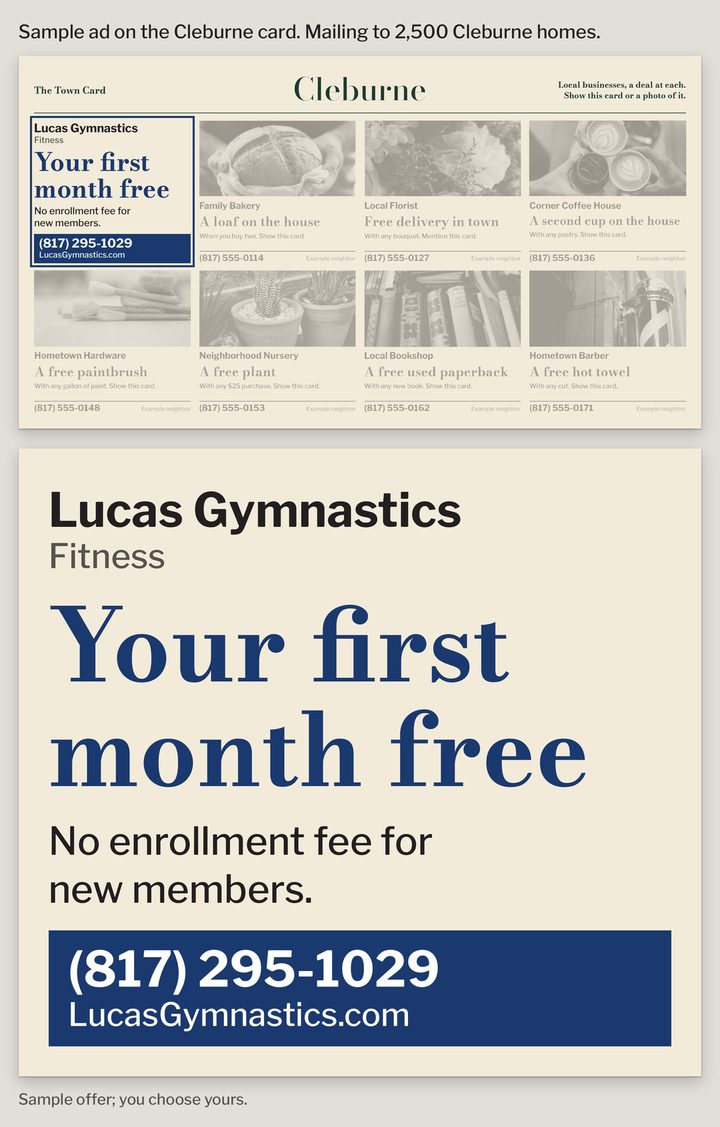 Sample ad on the Cleburne card. Mailing to 2,500 Cleburne homes.
The Town Card
Cleburne
Local businesses, a deal at each.
Show this card or a photo of it.
Lucas Gymnastics
Fitness
Your first
month free
No enrollment fee for
new members.
(817) 295-1029
LucasGymnastics.com
Family Bakery
A loaf on the house
When you buy two. Show this card.
(817) 555-0114
Example neighbor
Local Florist
Free delivery in town
With any bouquet. Mention this card.
(817) 555-0127
Example neighbor
Corner Coffee House
A second cup on the house
With any pastry. Show this card.
(817) 555-0136
Example neighbor
Hometown Hardware
A free paintbrush
With any gallon of paint. Show this card.
(817) 555-0148
Example neighbor
Neighborhood Nursery
A free plant
With any $25 purchase. Show this card.
(817) 555-0153
Example neighbor
Local Bookshop
A free used paperback
With any new book. Show this card.
(817) 555-0162
Example neighbor
Hometown Barber
A free hot towel
With any cut. Show this card.
(817) 555-0171
Example neighbor
Lucas Gymnastics
Fitness
Your first
month free
No enrollment fee for
new members.
(817) 295-1029
LucasGymnastics.com
Sample offer; you choose yours.